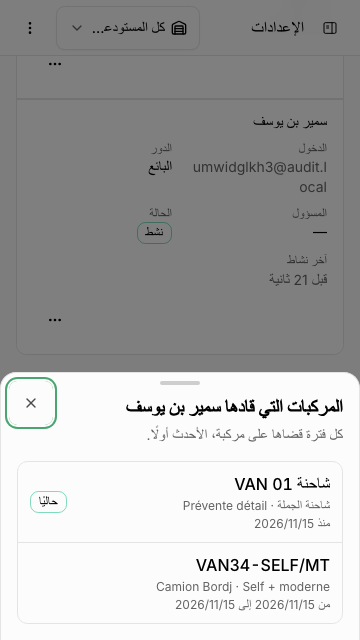 الإعدادات
كل المستودعـ...
...
سمير بن يوسف
الدخول
umwidglkh3@audit.l
ocal
الدور
البائع
المسؤول
—
الحالة
نشط
آخر نشاط
قبل 21 ثانية
...
المركبات التي قادها سمير بن يوسف
كل فترة قضاها على مركبة، الأحدث أولًا.
شاحنة VAN 01
شاحنة الجملة · Prévente détail
منذ 2026/11/15
حاليًا
VAN34-SELF/MT
Camion Bordj · Self + moderne
من 2026/11/15 إلى 2026/11/15